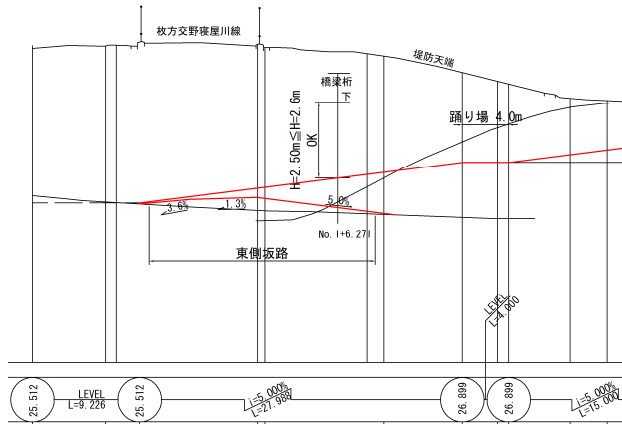 枚方交野寝屋川線
堤防天端
橋梁桁
下
H=2.50m≦H=2.6m
OK
踊り場 4.0m
3.6%
1.3%
5.0%
No.1+6.271
東側坂路
LEVEL
L=4.000
25.512
LEVEL
L=9.226
25.512
i=5.000%
L=27.988
26.899
26.899
i=5.000%
L=15.000